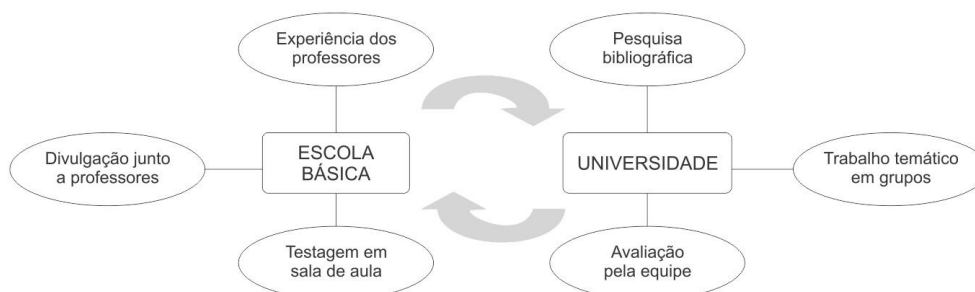 Experiência dos
professores
Pesquisa
bibliográfica
Divulgação junto
a professores
ESCOLA
BÁSICA
UNIVERSIDADE
Trabalho temático
em grupos
Testagem em
sala de aula
Avaliação
pela equipe